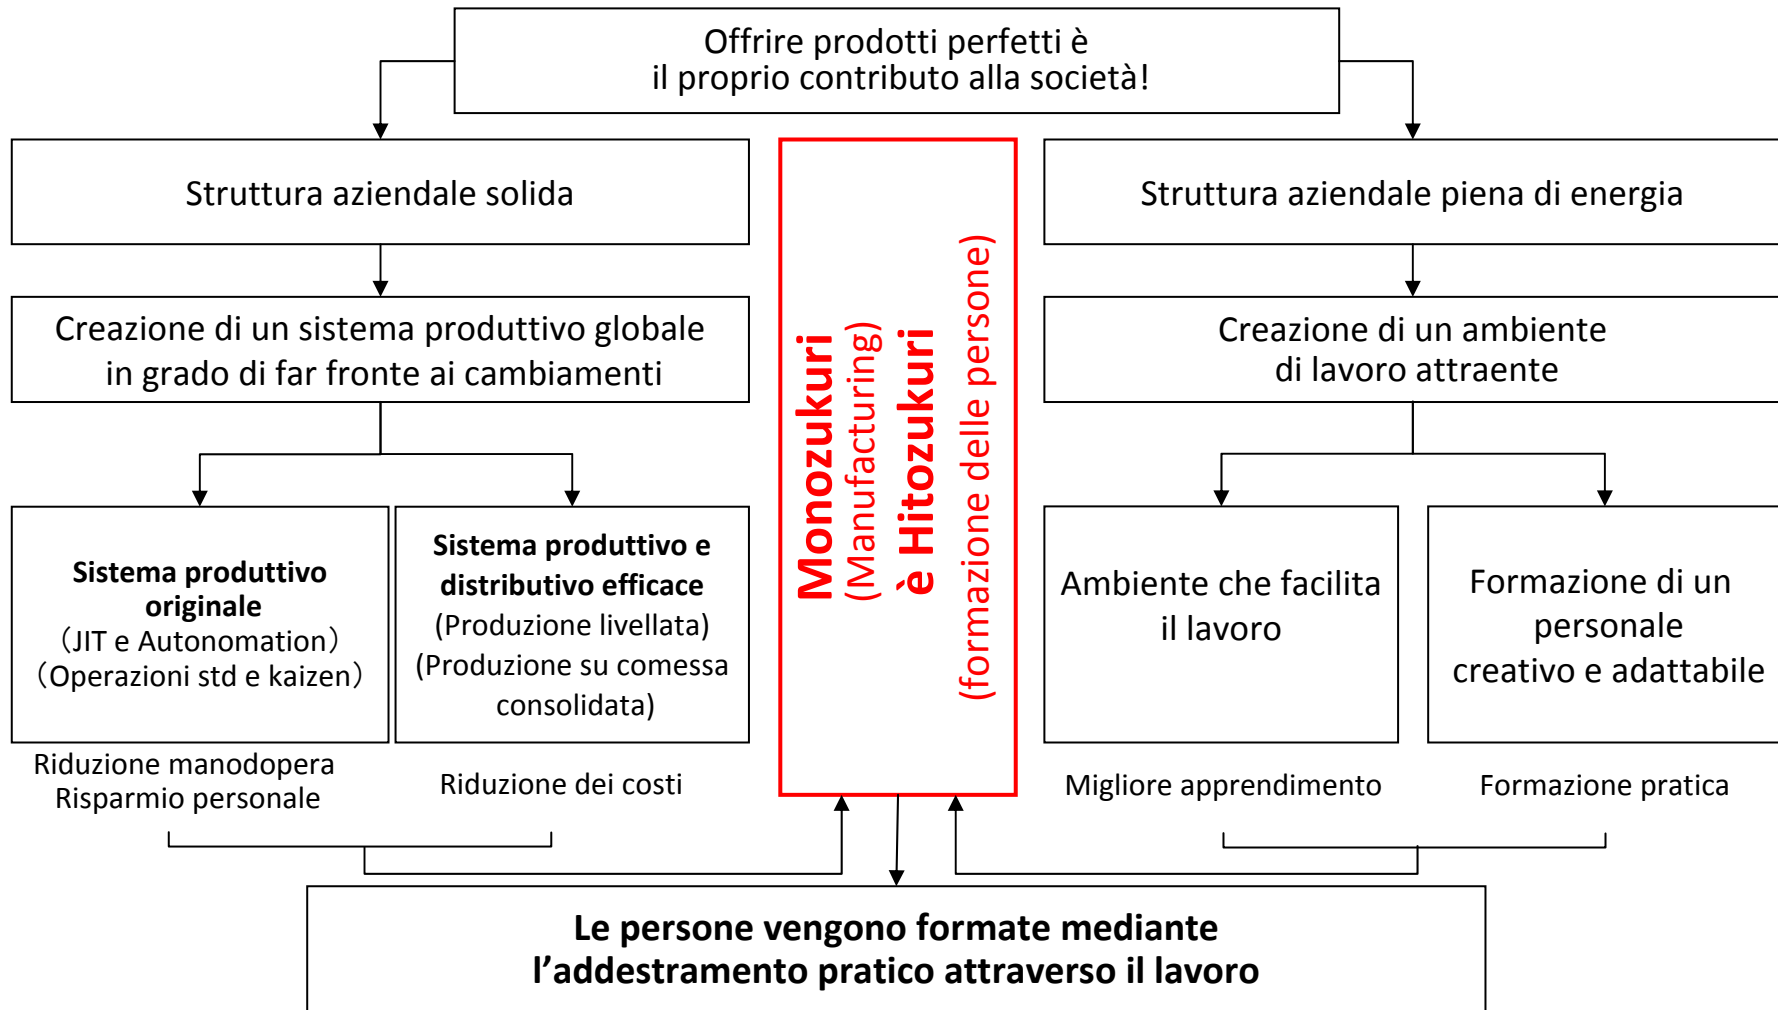 Offrire prodotti perfetti è
il proprio contributo alla società!
Struttura aziendale solida
Struttura aziendale piena di energia
Creazione di un sistema produttivo globale
in grado di far fronte ai cambiamenti
Creazione di un ambiente
di lavoro attraente
Monozukuri
(Manufacturing)
è Hitozukuri
(formazione delle persone)
Sistema produttivo
originale
（JIT e Autonomation）
（Operazioni std e kaizen）
Sistema produttivo e
distributivo efficace
(Produzione livellata)
(Produzione su comessa
consolidata)
Ambiente che facilita
il lavoro
Formazione di un
personale
creativo e adattabile
Riduzione manodopera
Risparmio personale
Riduzione dei costi
Migliore apprendimento
Formazione pratica
Le persone vengono formate mediante
l’addestramento pratico attraverso il lavoro